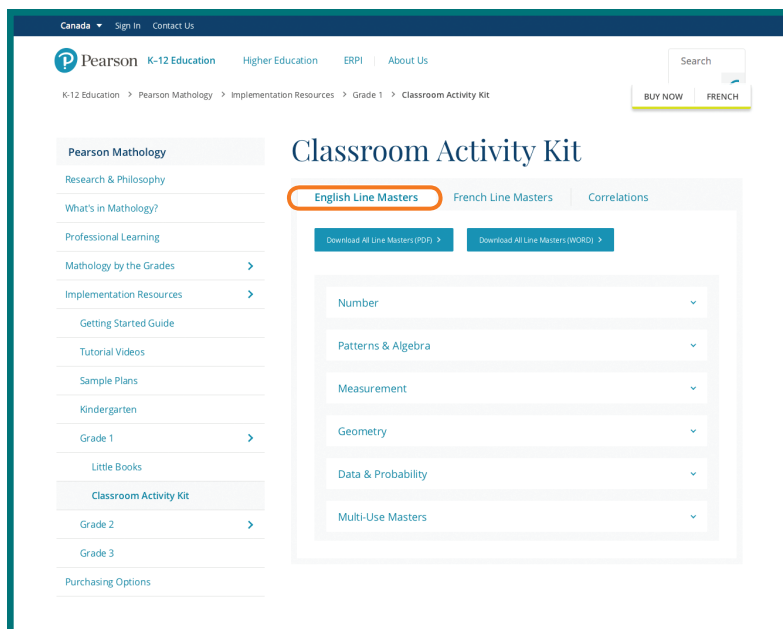 Canada Sign In Contact Us
Pearson K–12 Education Higher Education ERPI About Us Search
K-12 Education > Pearson Mathology > Implementation Resources > Grade 1 > Classroom Activity Kit
BUY NOW FRENCH
Classroom Activity Kit
Pearson Mathology
Research & Philosophy
What's in Mathology?
Professional Learning
Mathology by the Grades
Implementation Resources
Getting Started Guide
Tutorial Videos
Sample Plans
Kindergarten
Grade 1
Little Books
Classroom Activity Kit
Grade 2
Grade 3
Purchasing Options
English Line Masters French Line Masters Correlations
Download All Line Masters (PDF) > Download All Line Masters (WORD) >
Number
Patterns & Algebra
Measurement
Geometry
Data & Probability
Multi-Use Masters